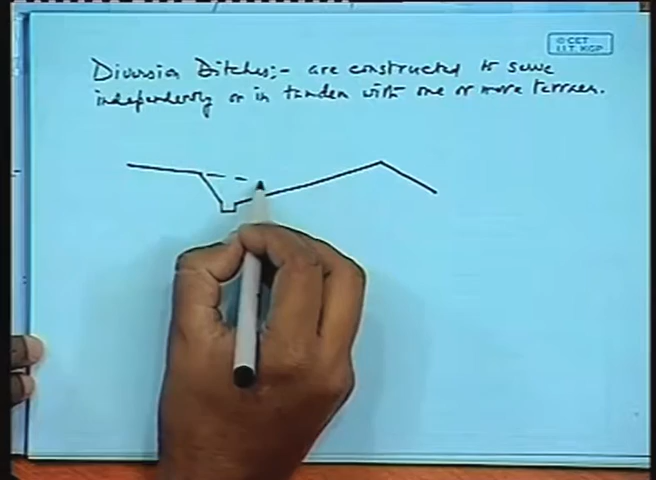 © CET
I.I.T. KGP
Diversion Ditches:- are constructed to serve
independently or in tandem with one or more terraces.